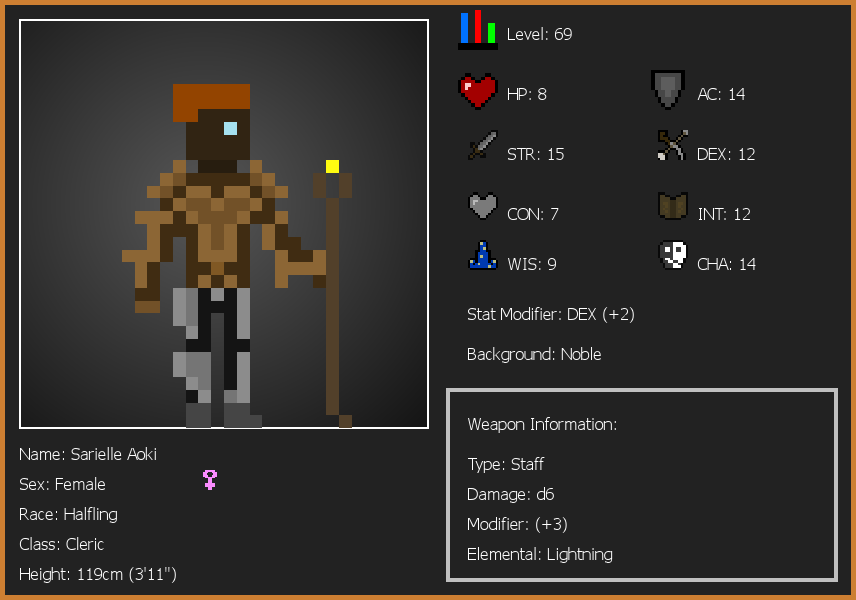 Level: 69
HP: 8
AC: 14
STR: 15
DEX: 12
CON: 7
INT: 12
WIS: 9
CHA: 14
Stat Modifier: DEX (+2)
Background: Noble
Weapon Information:
Type: Staff
Damage: d6
Modifier: (+3)
Elemental: Lightning
Name: Sarielle Aoki
Sex: Female
Race: Halfling
Class: Cleric
Height: 119cm (3'11")